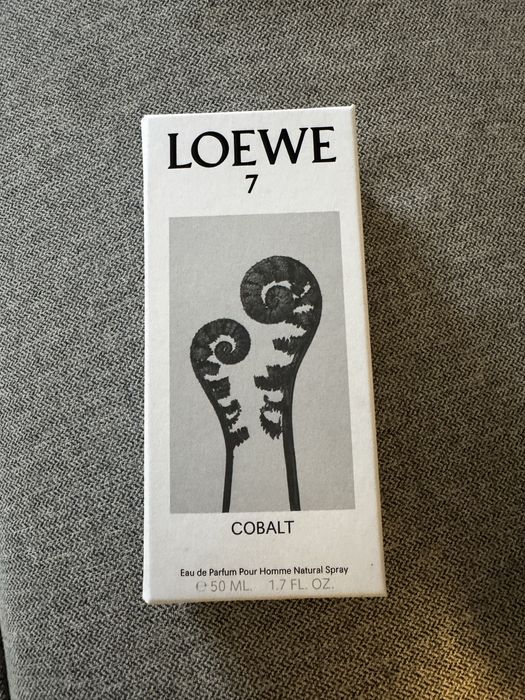 LOEWE
7
COBALT
Eau de Parfum Pour Homme Natural Spray
℮ 50 ML. 1.7 FL. OZ.